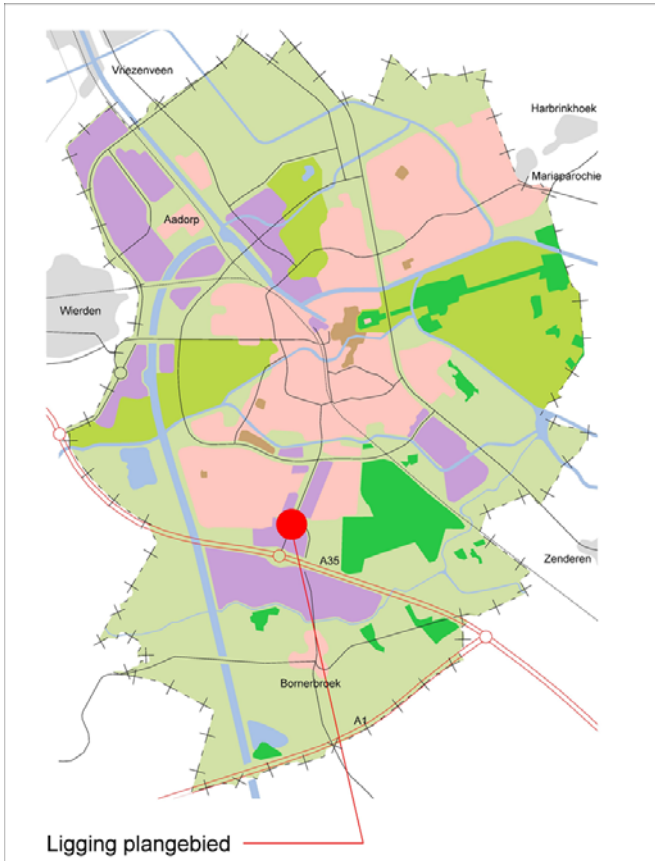 Vriezenveen
Harbrinkhoek
Mariaparochie
Aadorp
Wierden
A35
Zenderen
Bornerbroek
A1
Ligging plangebied